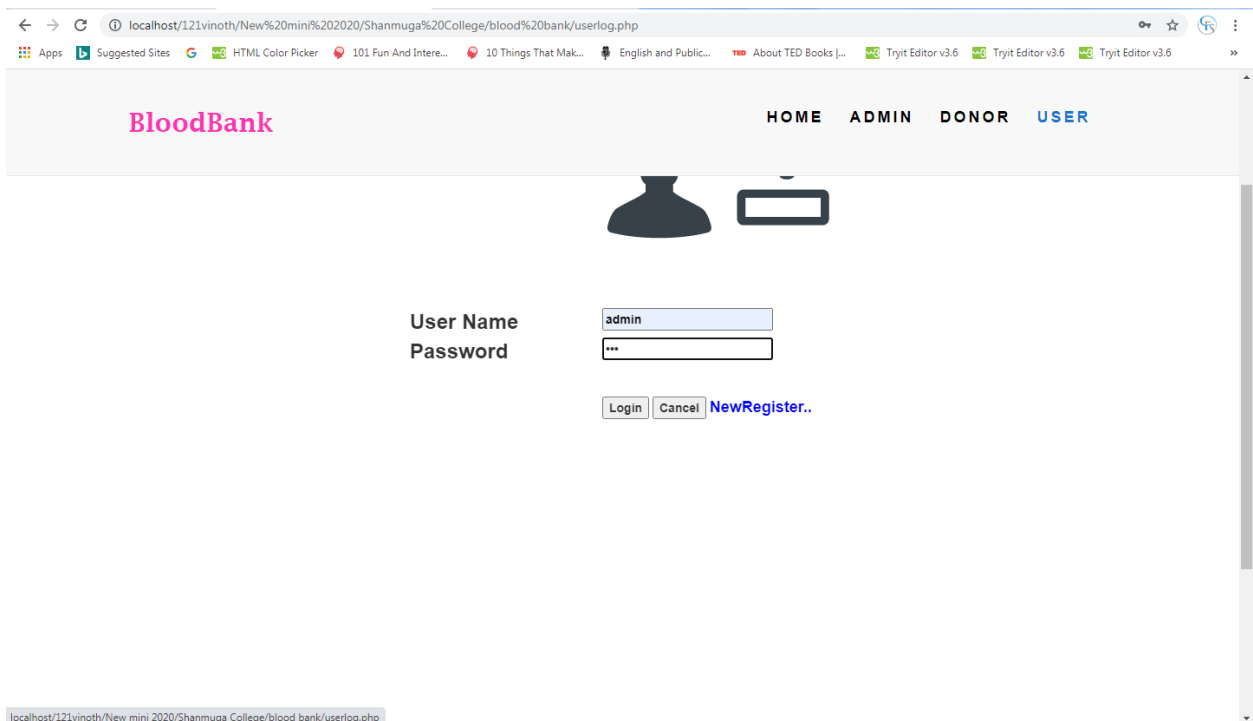 localhost/121vinoth/New%20mini%202020/Shanmuga%20College/blood%20bank/userlog.php
Apps Suggested Sites HTML Color Picker 101 Fun And Intere... 10 Things That Mak... English and Public... TED About TED Books |... Tryit Editor v3.6 Tryit Editor v3.6 Tryit Editor v3.6 »
BloodBank HOME ADMIN DONOR USER
User Name admin
Password •••
Login Cancel NewRegister..
localhost/121vinoth/New mini 2020/Shanmuga College/blood bank/userlog.php